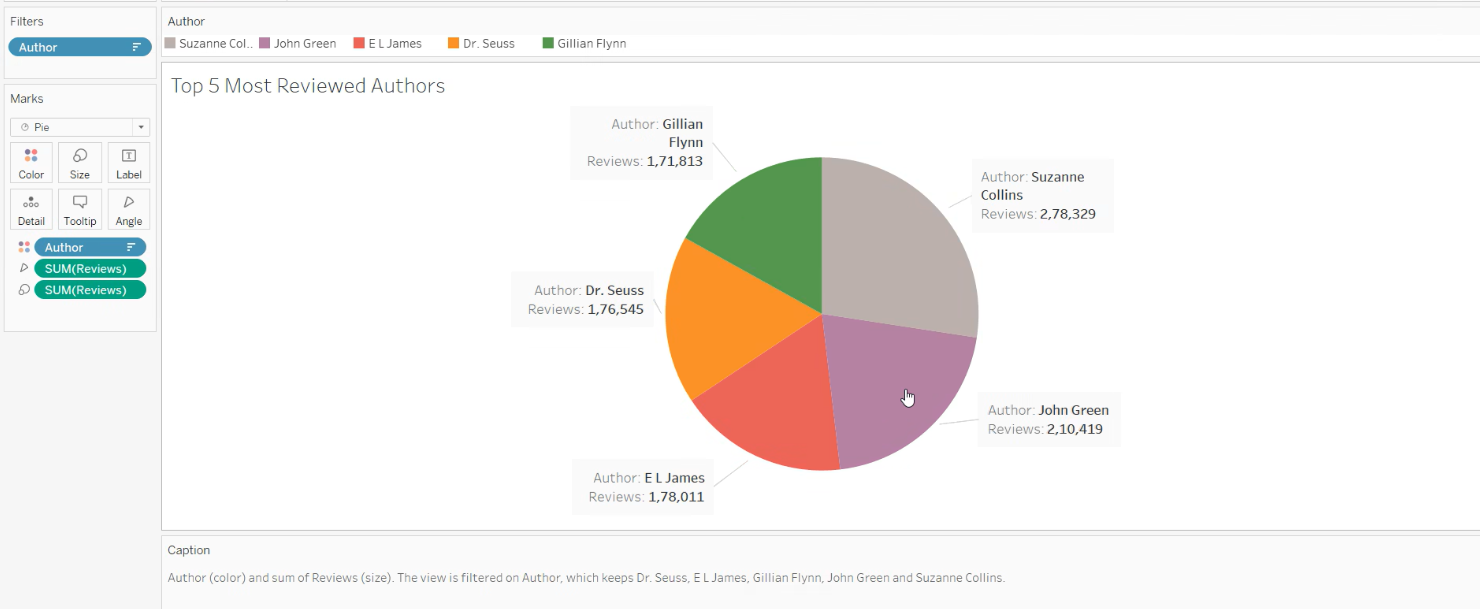 Filters
Author
Marks
Pie
Color Size Label
Detail Tooltip Angle
Author
SUM(Reviews)
SUM(Reviews)
Author
Suzanne Col.. John Green E L James Dr. Seuss Gillian Flynn
Top 5 Most Reviewed Authors
Author: Gillian
Flynn
Reviews: 1,71,813
Author: Suzanne
Collins
Reviews: 2,78,329
Author: Dr. Seuss
Reviews: 1,76,545
Author: John Green
Reviews: 2,10,419
Author: E L James
Reviews: 1,78,011
Caption
Author (color) and sum of Reviews (size). The view is filtered on Author, which keeps Dr. Seuss, E L James, Gillian Flynn, John Green and Suzanne Collins.